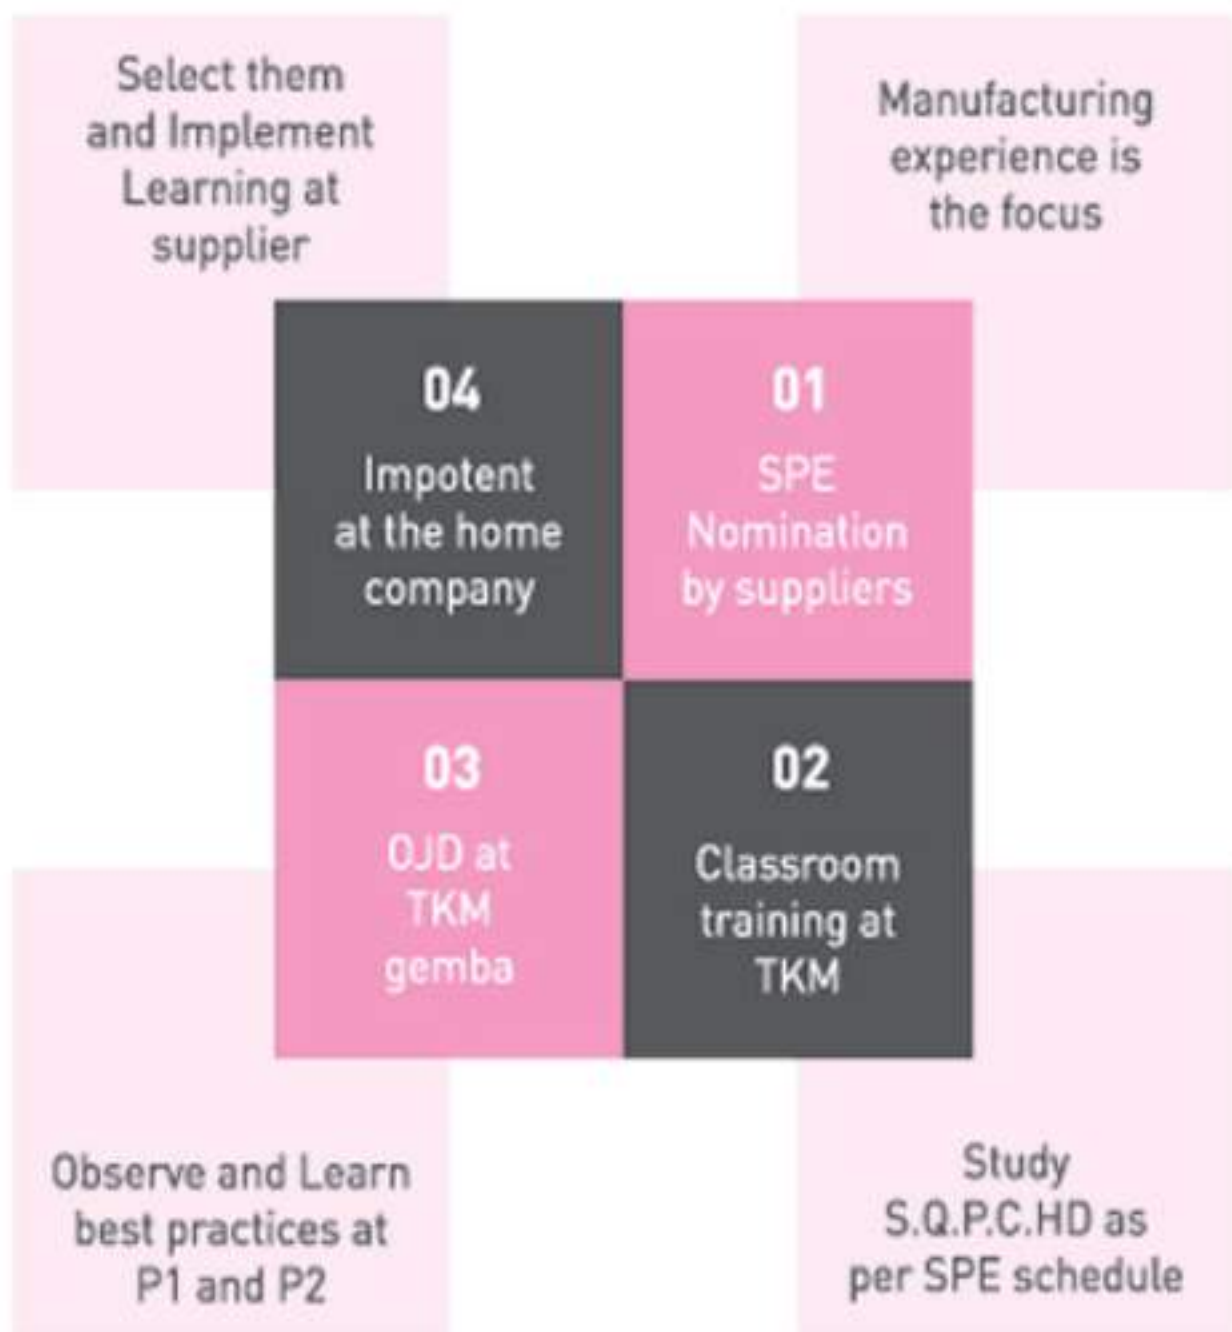 Select them
and Implement
Learning at
supplier
Manufacturing
experience is
the focus
04
Impotent
at the home
company
01
SPE
Nomination
by suppliers
03
OJD at
TKM
gemba
02
Classroom
training at
TKM
Observe and Learn
best practices at
P1 and P2
Study
S.Q.P.C.HD as
per SPE schedule